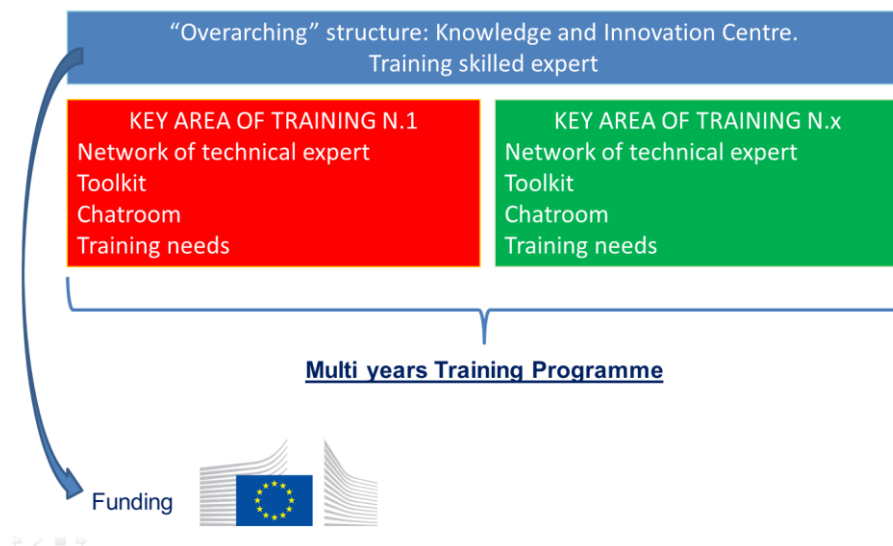 “Overarching” structure: Knowledge and Innovation Centre.
Training skilled expert
KEY AREA OF TRAINING N.1
Network of technical expert
Toolkit
Chatroom
Training needs
KEY AREA OF TRAINING N.x
Network of technical expert
Toolkit
Chatroom
Training needs
Multi years Training Programme
Funding